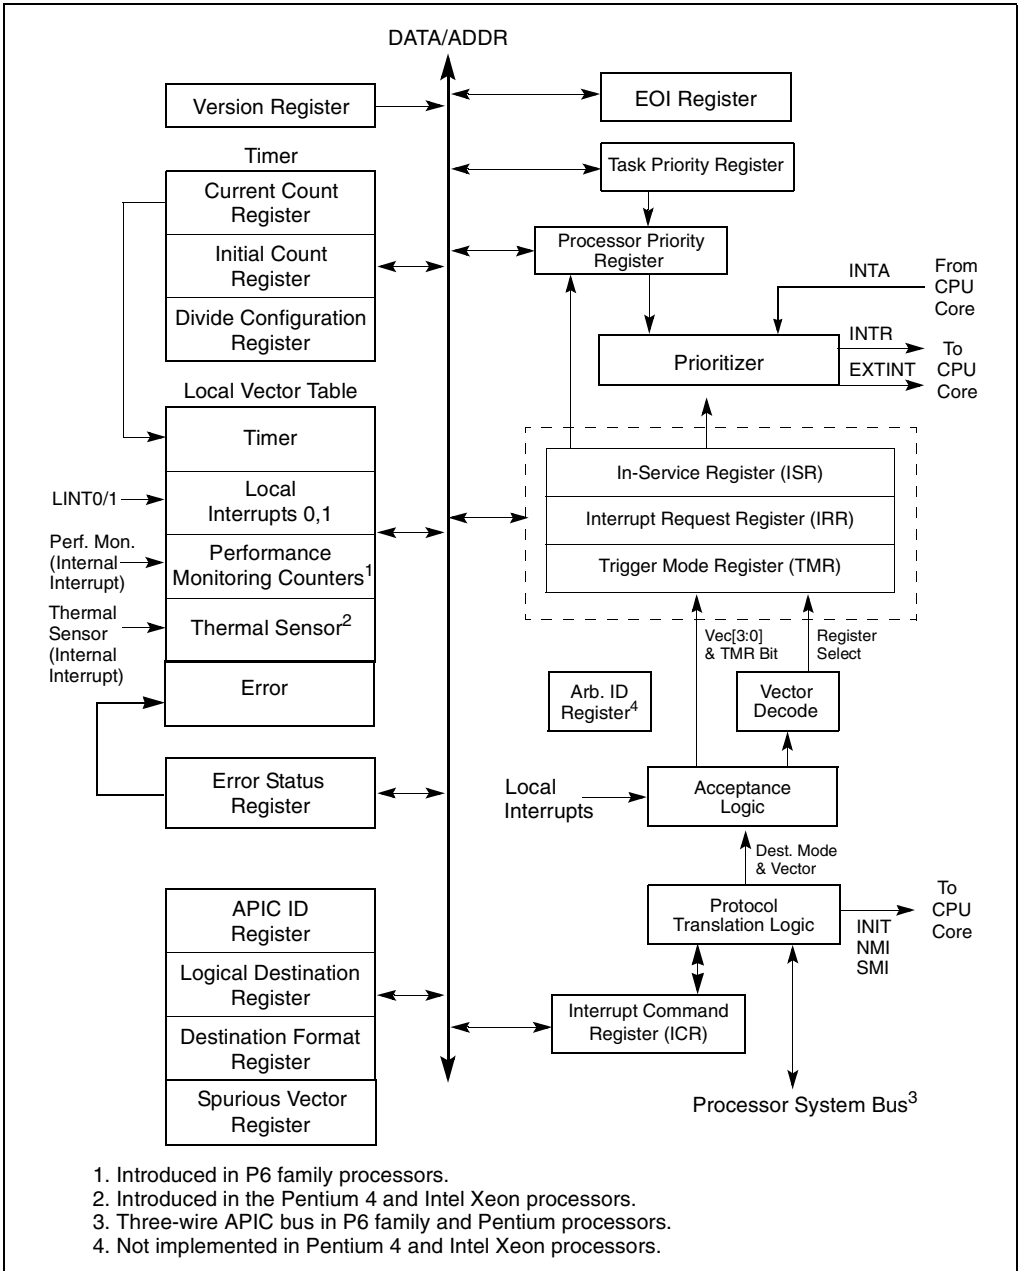 DATA/ADDR
Version Register
EOI Register
Timer
Current Count
Register
Initial Count
Register
Divide Configuration
Register
Task Priority Register
Processor Priority
Register
INTA
From
CPU
Core
Prioritizer
INTR
EXTINT
To
CPU
Core
Local Vector Table
Timer
Local
Interrupts 0,1
Performance
Monitoring Counters1
Thermal Sensor2
Error
LINT0/1
Perf. Mon.
(Internal
Interrupt)
Thermal
Sensor
(Internal
Interrupt)
In-Service Register (ISR)
Interrupt Request Register (IRR)
Trigger Mode Register (TMR)
Vec[3:0]
& TMR Bit
Register
Select
Arb. ID
Register4
Vector
Decode
Error Status
Register
Local
Interrupts
Acceptance
Logic
Dest. Mode
& Vector
Protocol
Translation Logic
INIT
NMI
SMI
To
CPU
Core
APIC ID
Register
Logical Destination
Register
Destination Format
Register
Spurious Vector
Register
Interrupt Command
Register (ICR)
Processor System Bus3
1. Introduced in P6 family processors.
2. Introduced in the Pentium 4 and Intel Xeon processors.
3. Three-wire APIC bus in P6 family and Pentium processors.
4. Not implemented in Pentium 4 and Intel Xeon processors.